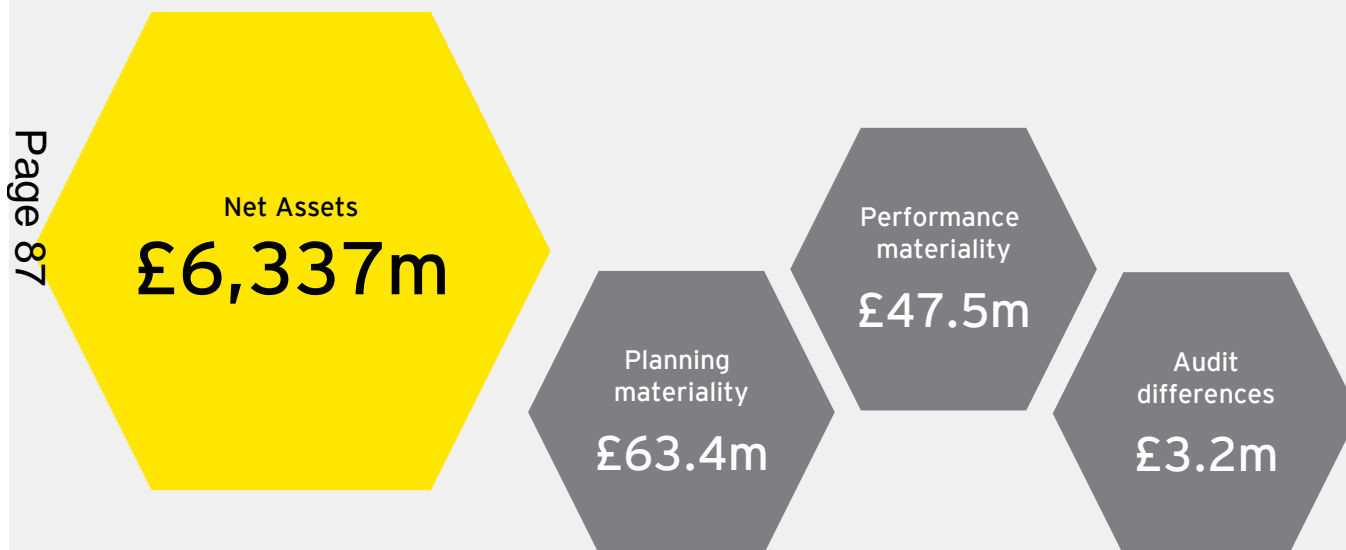 Page 87
Net Assets
£6,337m
Planning
materiality
£63.4m
Performance
materiality
£47.5m
Audit
differences
£3.2m